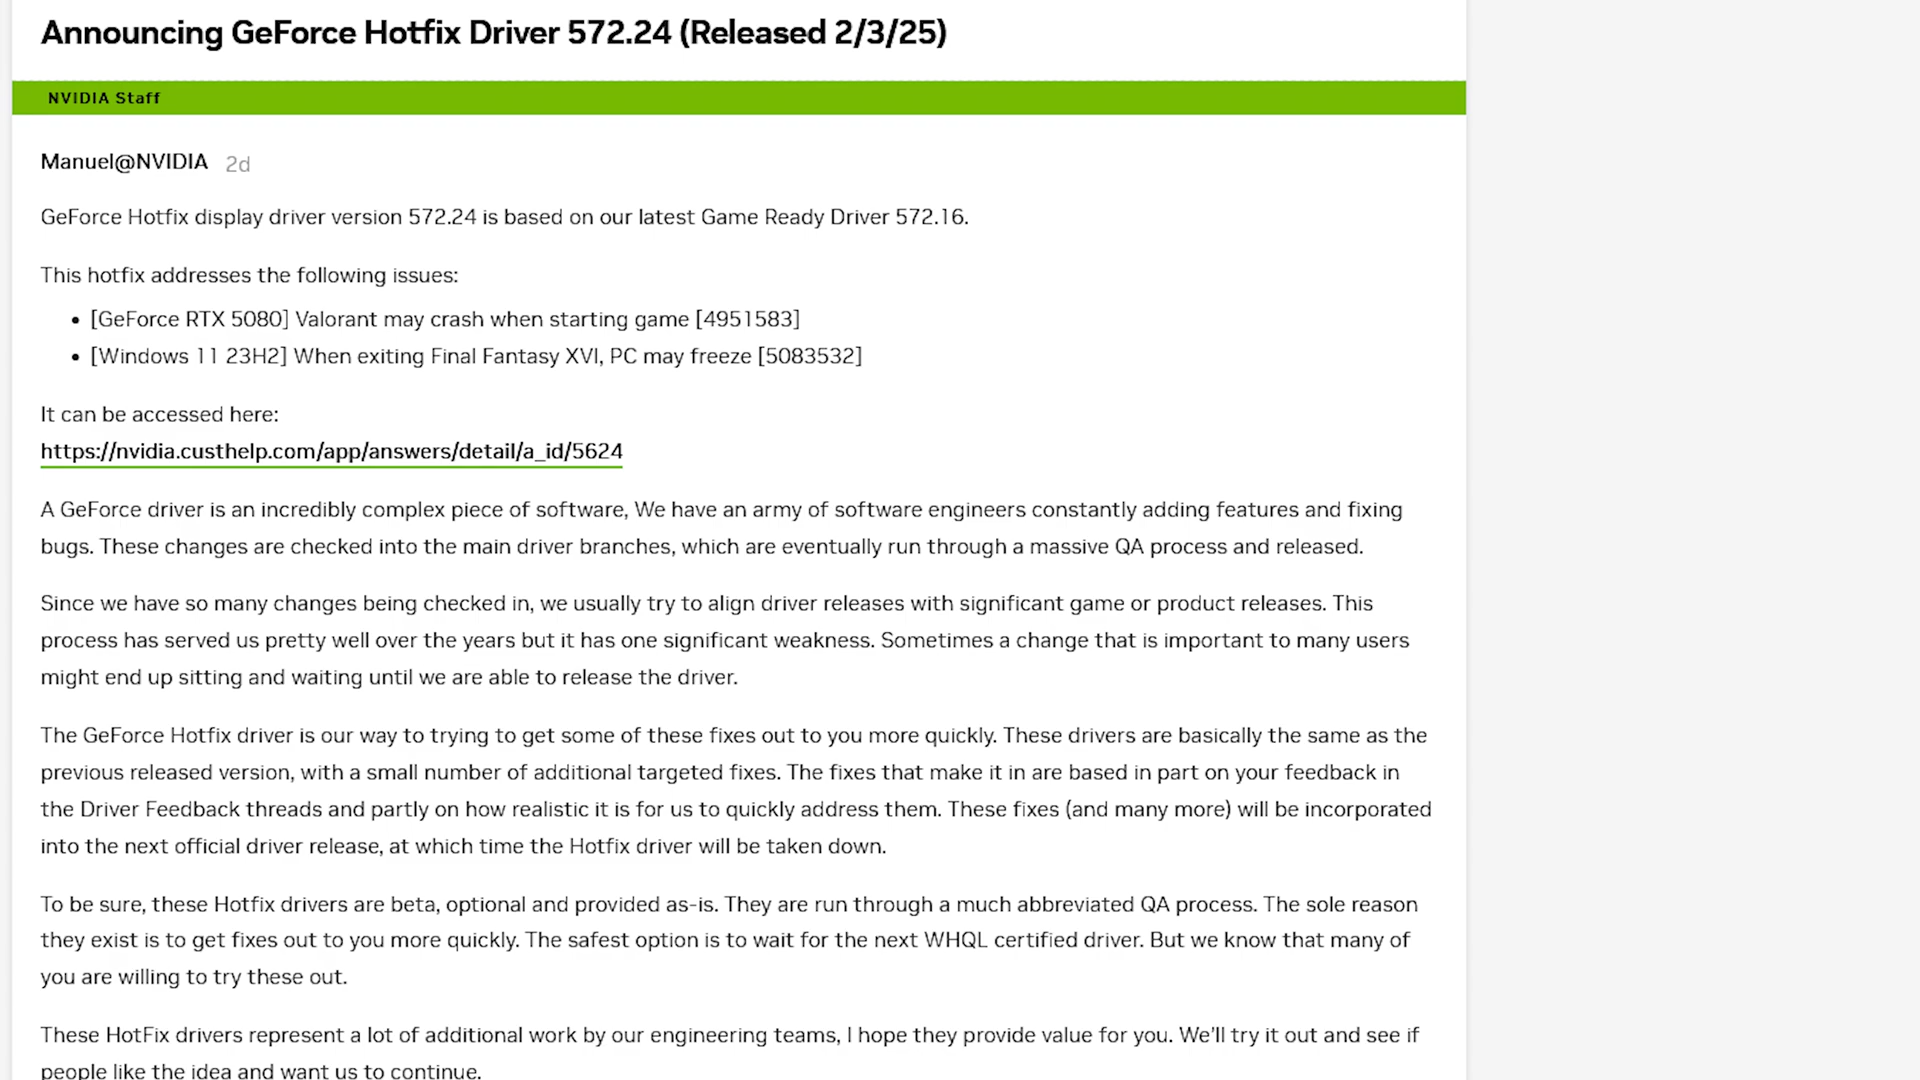 Announcing GeForce Hotfix Driver 572.24 (Released 2/3/25)
NVIDIA Staff
Manuel@NVIDIA 2d
GeForce Hotfix display driver version 572.24 is based on our latest Game Ready Driver 572.16.
This hotfix addresses the following issues:
• [GeForce RTX 5080] Valorant may crash when starting game [4951583]
• [Windows 11 23H2] When exiting Final Fantasy XVI, PC may freeze [5083532]
It can be accessed here:
https://nvidia.custhelp.com/app/answers/detail/a_id/5624
A GeForce driver is an incredibly complex piece of software, We have an army of software engineers constantly adding features and fixing
bugs. These changes are checked into the main driver branches, which are eventually run through a massive QA process and released.
Since we have so many changes being checked in, we usually try to align driver releases with significant game or product releases. This
process has served us pretty well over the years but it has one significant weakness. Sometimes a change that is important to many users
might end up sitting and waiting until we are able to release the driver.
The GeForce Hotfix driver is our way to trying to get some of these fixes out to you more quickly. These drivers are basically the same as the
previous released version, with a small number of additional targeted fixes. The fixes that make it in are based in part on your feedback in
the Driver Feedback threads and partly on how realistic it is for us to quickly address them. These fixes (and many more) will be incorporated
into the next official driver release, at which time the Hotfix driver will be taken down.
To be sure, these Hotfix drivers are beta, optional and provided as-is. They are run through a much abbreviated QA process. The sole reason
they exist is to get fixes out to you more quickly. The safest option is to wait for the next WHQL certified driver. But we know that many of
you are willing to try these out.
These HotFix drivers represent a lot of additional work by our engineering teams, I hope they provide value for you. We'll try it out and see if
people like the idea and want us to continue.